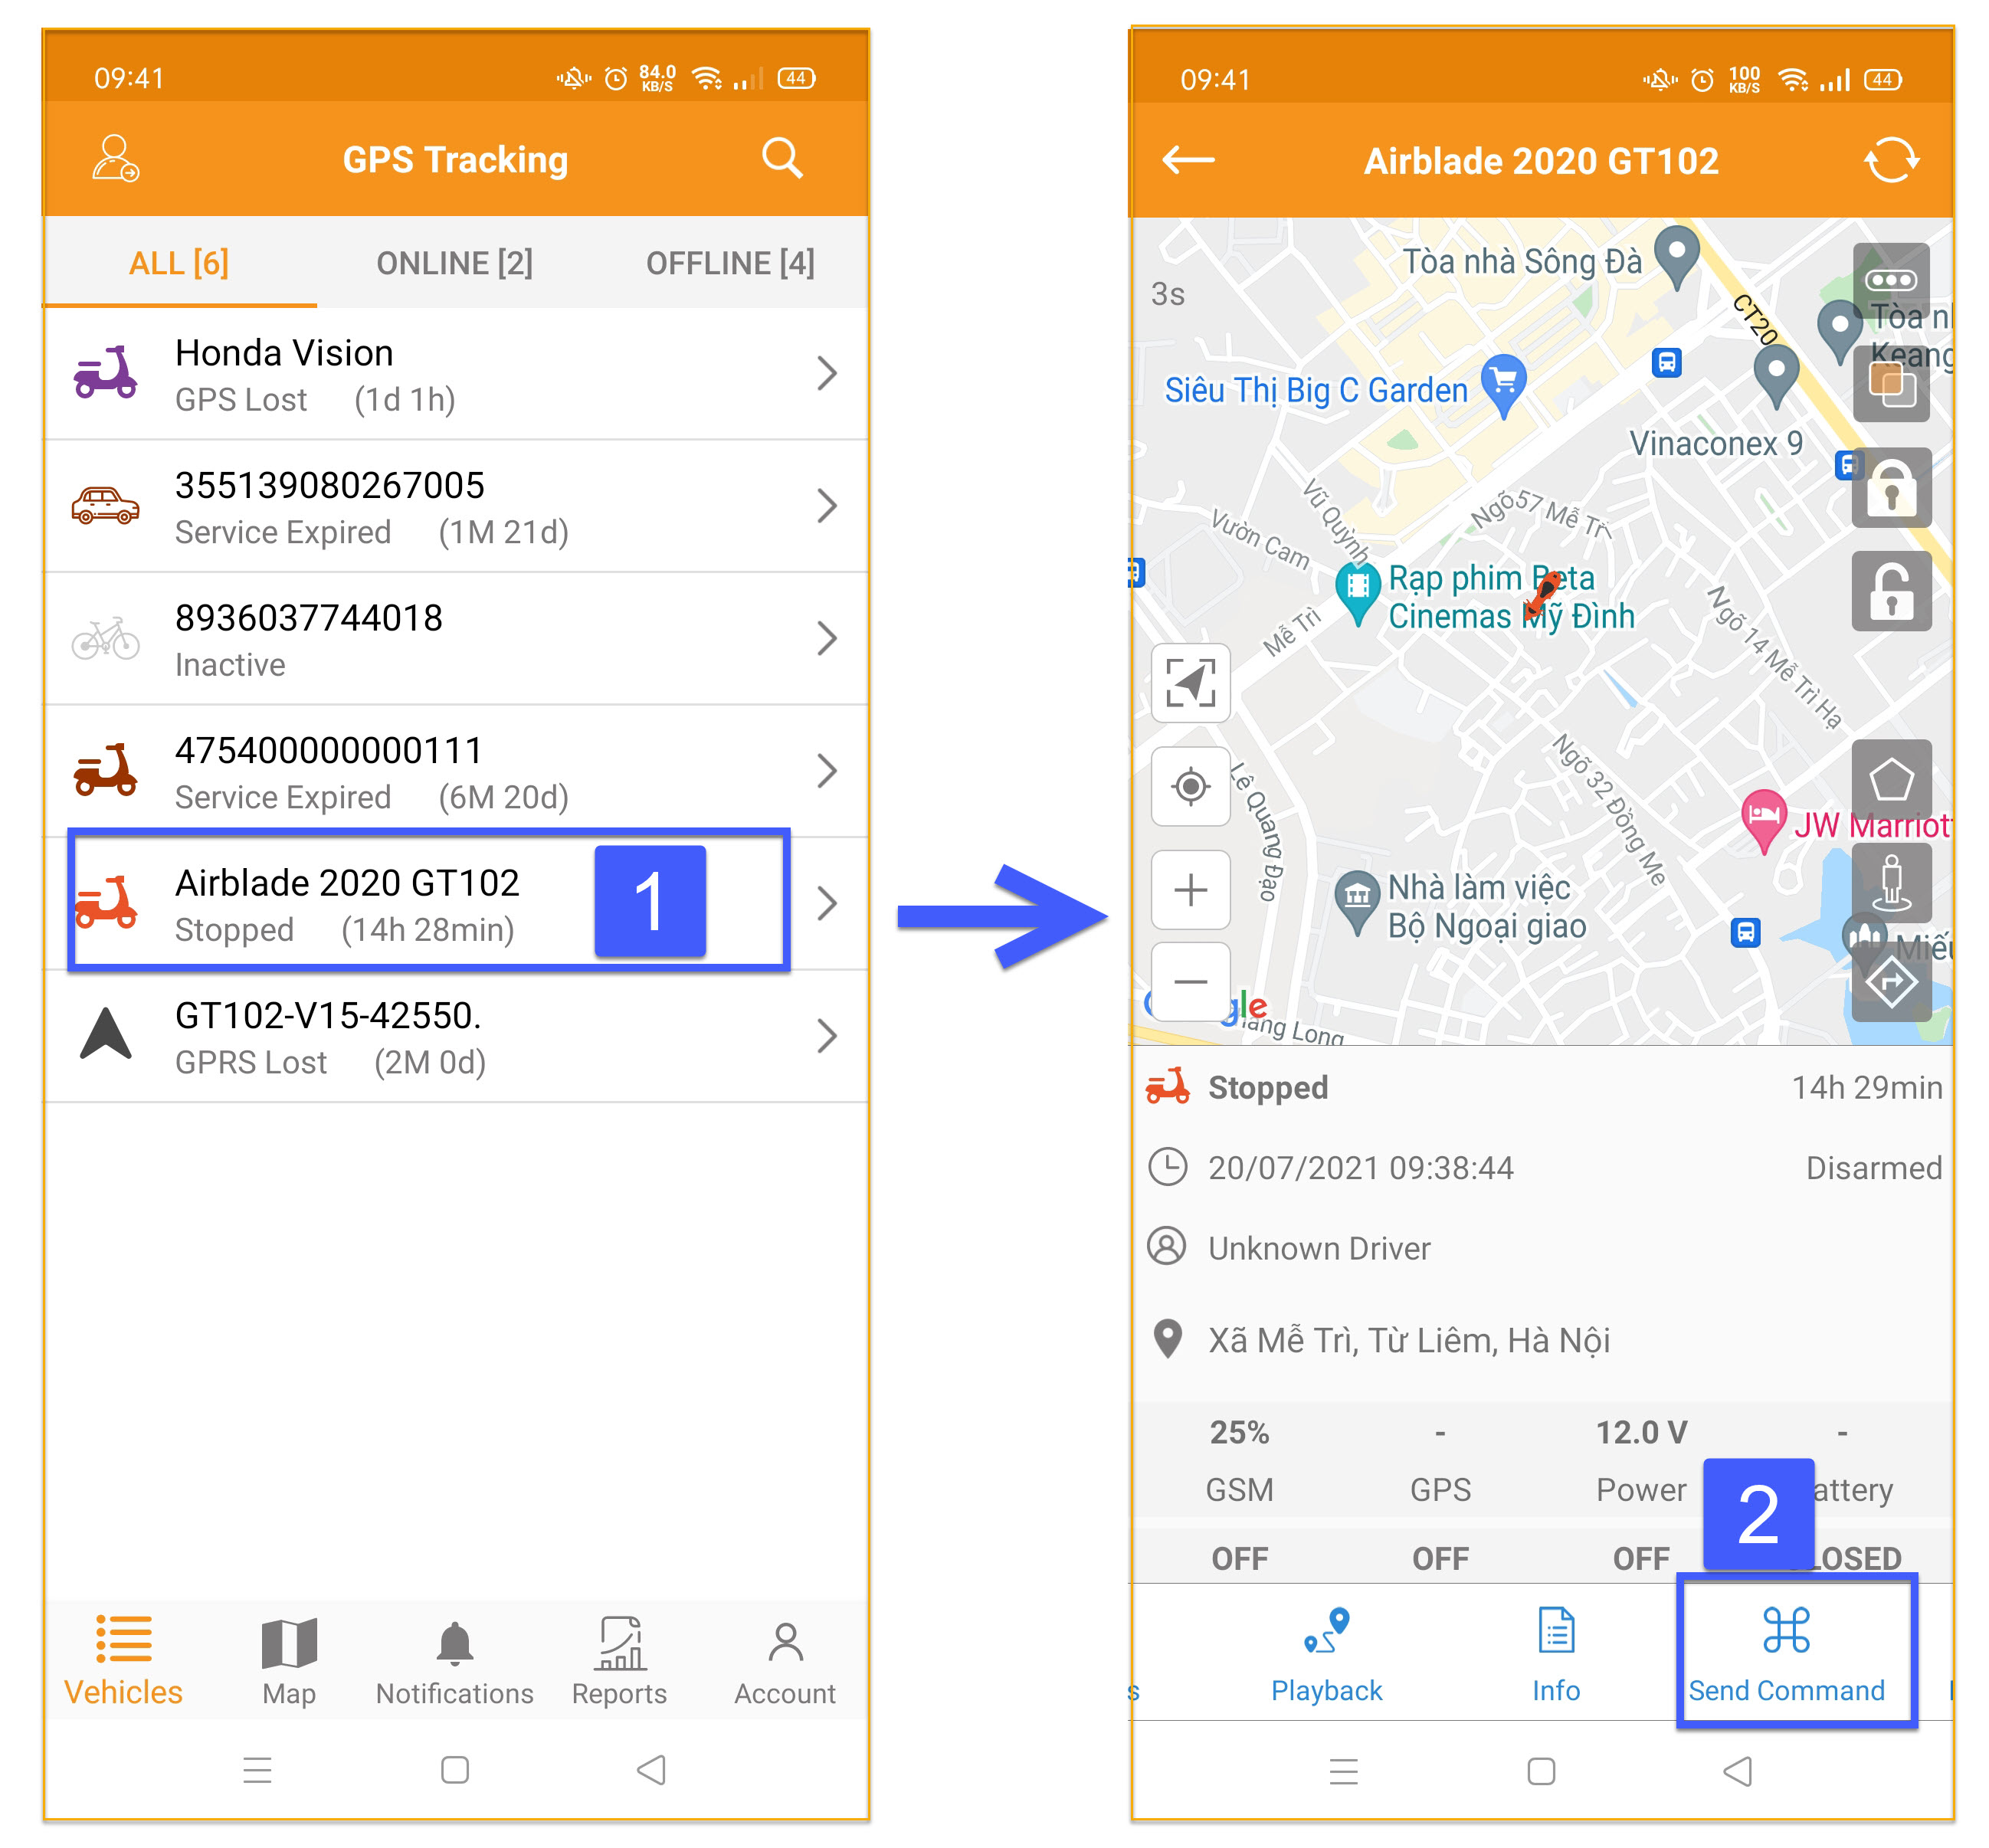 09:41
84.0
KB/S
44
GPS Tracking
ALL [6]
ONLINE [2]
OFFLINE [4]
Honda Vision
GPS Lost (1d 1h)
355139080267005
Service Expired (1M 21d)
8936037744018
Inactive
475400000000111
Service Expired (6M 20d)
Airblade 2020 GT102
Stopped (14h 28min)
1
GT102-V15-42550.
GPRS Lost (2M 0d)
Vehicles
Map
Notifications
Reports
Account
09:41
100
KB/S
44
Airblade 2020 GT102
3s
Tòa nhà Sông Đà
CT20
Tòa n
Keang
Siêu Thị Big C Garden
Vinaconex 9
Vũ Quỳnh
Vườn Cam
Ngõ 57 Mễ Trì
Rạp phim Beta
Cinemas Mỹ Đình
Mễ Trì
Ngõ 14 Mễ Trì Hạ
Ngõ 32 Đồng Me
Lê Quang Đạo
JW Marriott
Nhà làm việc
Bộ Ngoại giao
Miếu
gle
ăng Long
Stopped
14h 29min
20/07/2021 09:38:44
Disarmed
Unknown Driver
Xã Mễ Trì, Từ Liêm, Hà Nội
25%
-
12.0 V
-
GSM
GPS
Power
attery
2
OFF
OFF
OFF
LOSED
s
Playback
Info
Send Command